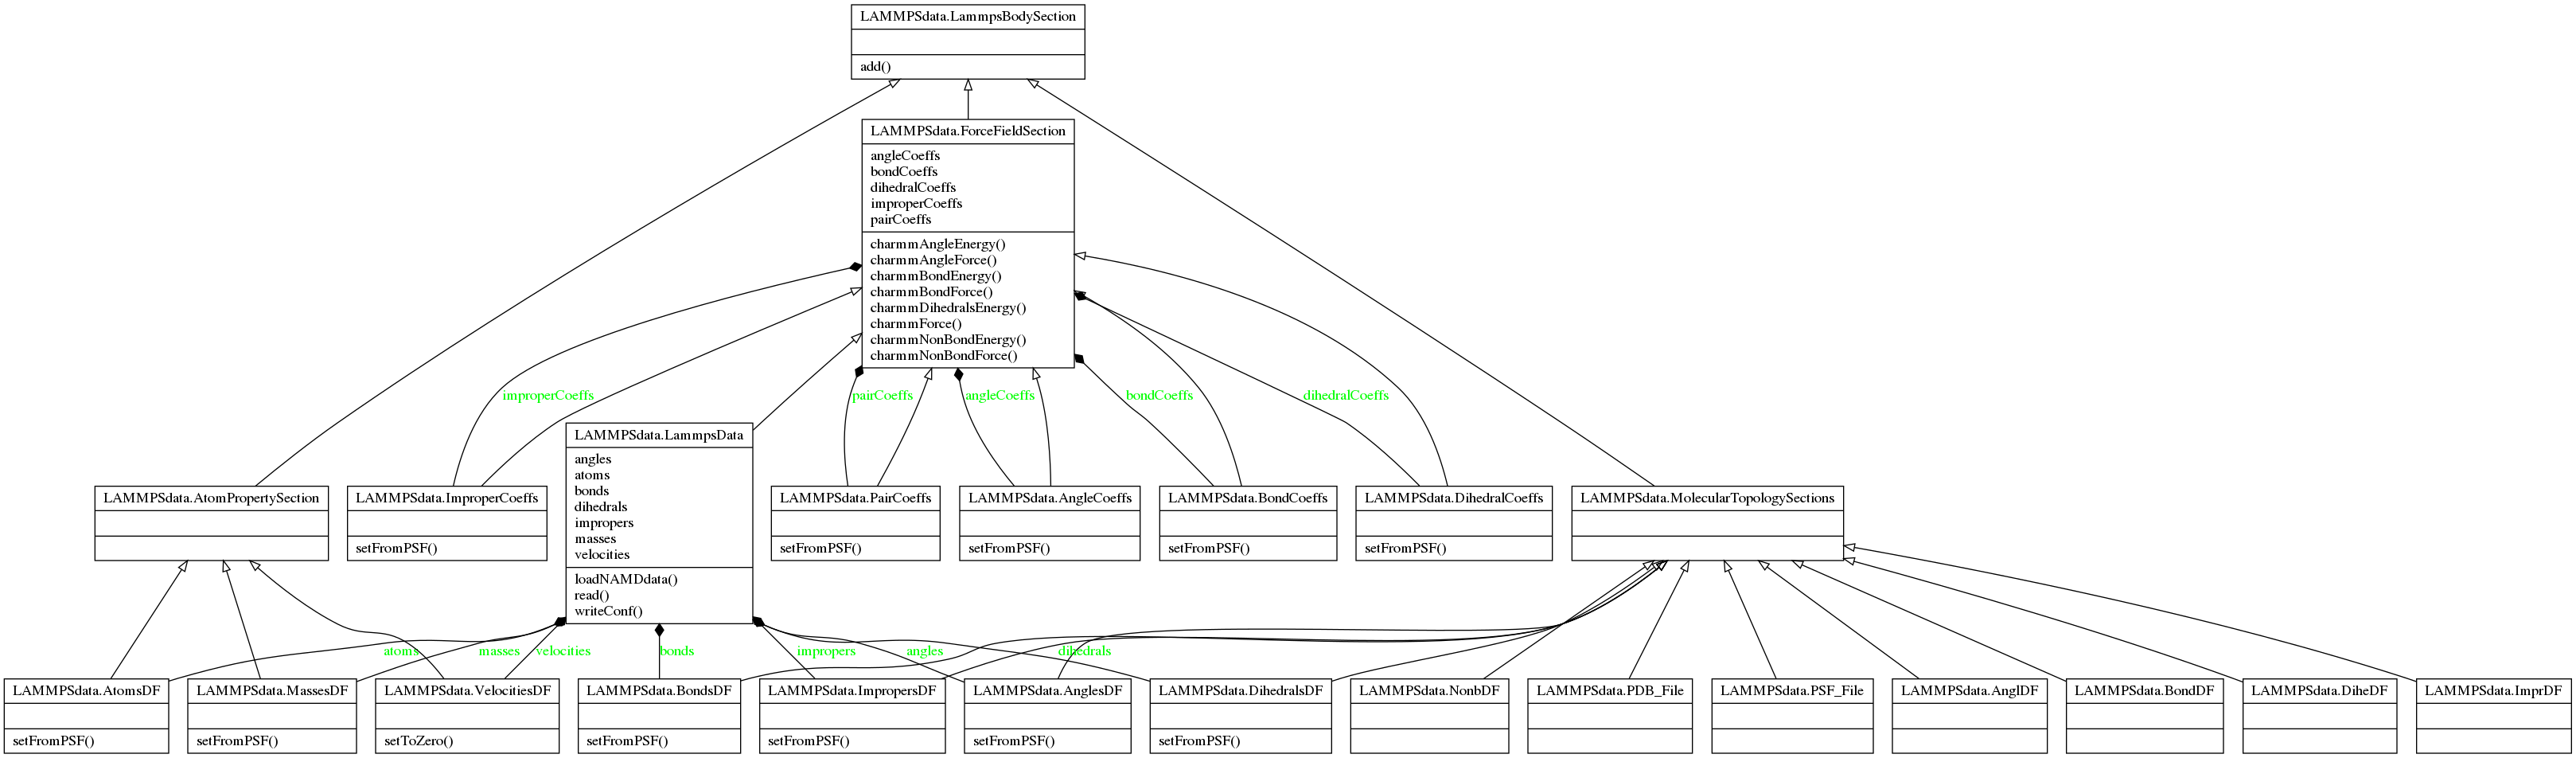 LAMMPSdata.LammpsBodySection
add()
LAMMPSdata.ForceFieldSection
angleCoeffs
bondCoeffs
dihedralCoeffs
improperCoeffs
pairCoeffs
charmmAngleEnergy()
charmmAngleForce()
charmmBondEnergy()
charmmBondForce()
charmmDihedralsEnergy()
charmmForce()
charmmNonBondEnergy()
charmmNonBondForce()
improperCoeffs
pairCoeffs
angleCoeffs
bondCoeffs
dihedralCoeffs
LAMMPSdata.AtomPropertySection
LAMMPSdata.ImproperCoeffs
setFromPSF()
LAMMPSdata.LammpsData
angles
atoms
bonds
dihedrals
impropers
masses
velocities
loadNAMDdata()
read()
writeConf()
LAMMPSdata.PairCoeffs
setFromPSF()
LAMMPSdata.AngleCoeffs
setFromPSF()
LAMMPSdata.BondCoeffs
setFromPSF()
LAMMPSdata.DihedralCoeffs
setFromPSF()
LAMMPSdata.MolecularTopologySections
atoms
masses
velocities
bonds
impropers
angles
dihedrals
LAMMPSdata.AtomsDF
setFromPSF()
LAMMPSdata.MassesDF
setFromPSF()
LAMMPSdata.VelocitiesDF
setToZero()
LAMMPSdata.BondsDF
setFromPSF()
LAMMPSdata.ImpropersDF
setFromPSF()
LAMMPSdata.AnglesDF
setFromPSF()
LAMMPSdata.DihedralsDF
setFromPSF()
LAMMPSdata.NonbDF
LAMMPSdata.PDB_File
LAMMPSdata.PSF_File
LAMMPSdata.AnglDF
LAMMPSdata.BondDF
LAMMPSdata.DiheDF
LAMMPSdata.ImprDF